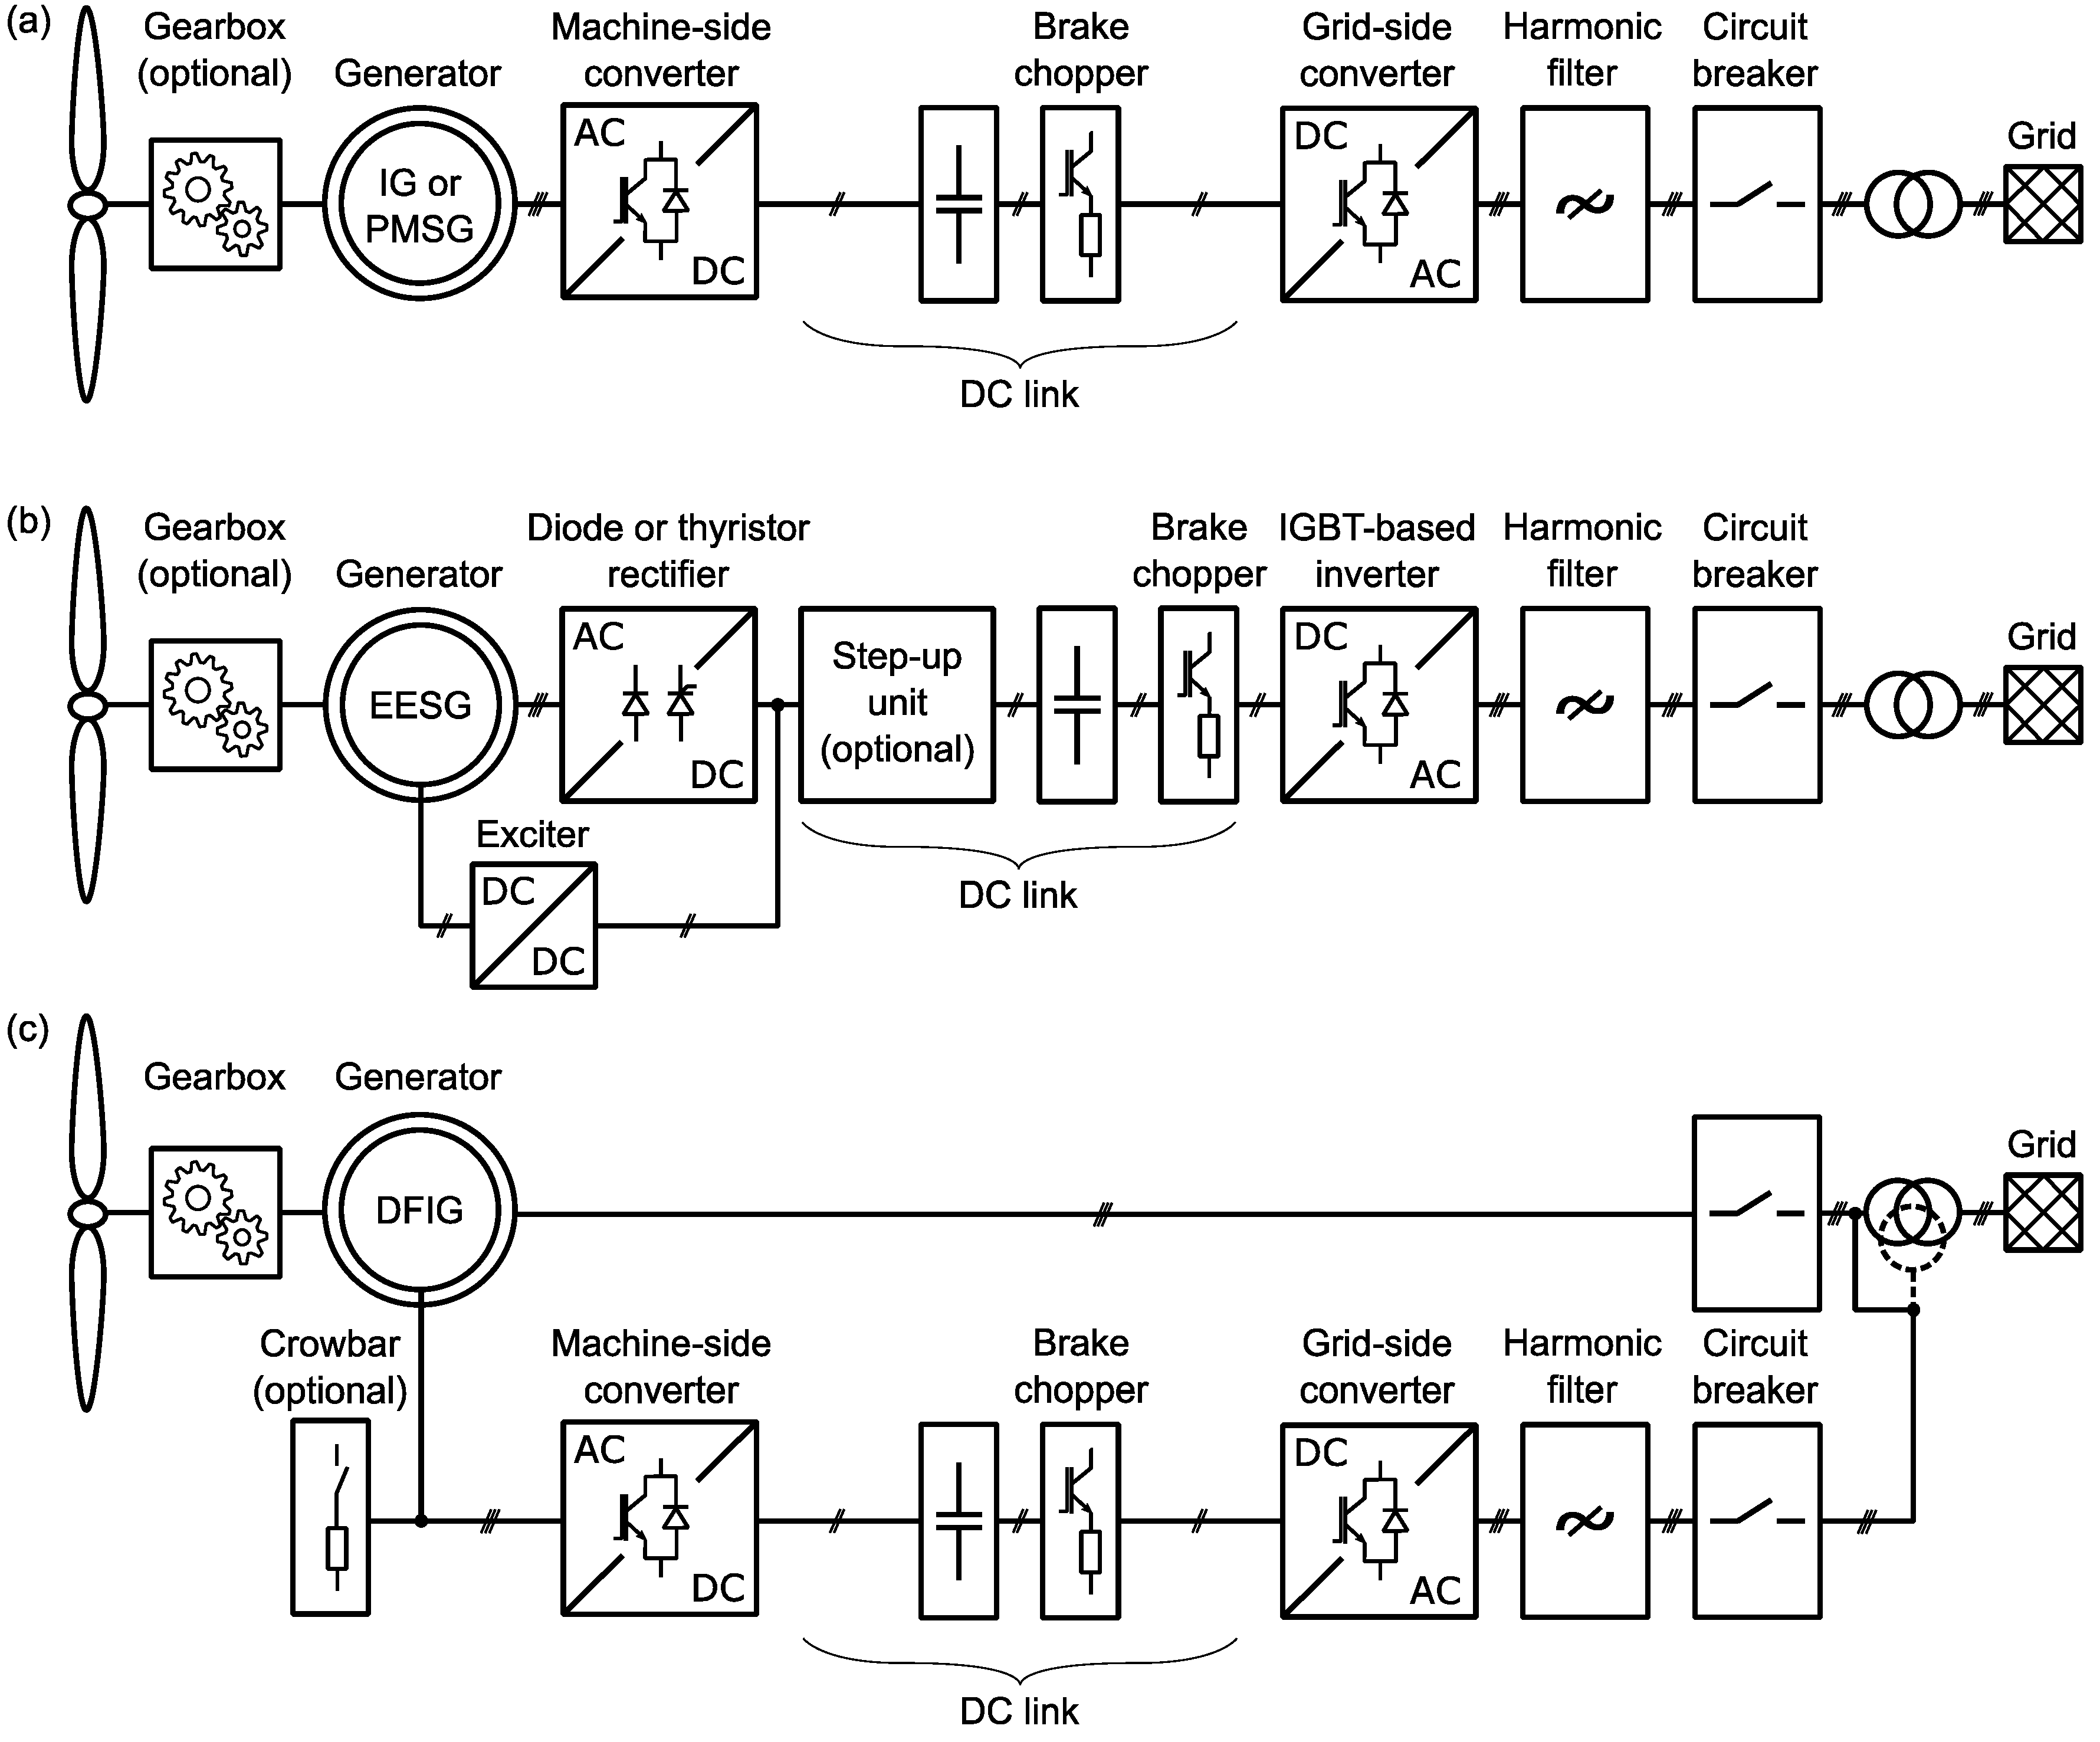 (a)
Gearbox
(optional)
Generator
Machine-side
converter
Brake
chopper
Grid-side
converter
Harmonic
filter
Circuit
breaker
Grid
IG or
PMSG
AC
DC
DC
AC
DC link
(b)
Gearbox
(optional)
Generator
Diode or thyristor
rectifier
Brake
chopper
IGBT-based
inverter
Harmonic
filter
Circuit
breaker
Grid
EESG
AC
DC
Step-up
unit
(optional)
DC
AC
Exciter
DC
DC
DC link
(c)
Gearbox
Generator
Grid
DFIG
Crowbar
(optional)
Machine-side
converter
Brake
chopper
Grid-side
converter
Harmonic
filter
Circuit
breaker
AC
DC
DC
AC
DC link